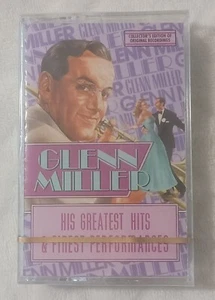 COLLECTOR'S EDITION OF
ORIGINAL RECORDINGS
GLENN
MILLER
HIS GREATEST HITS
& FINEST PERFORMANCES